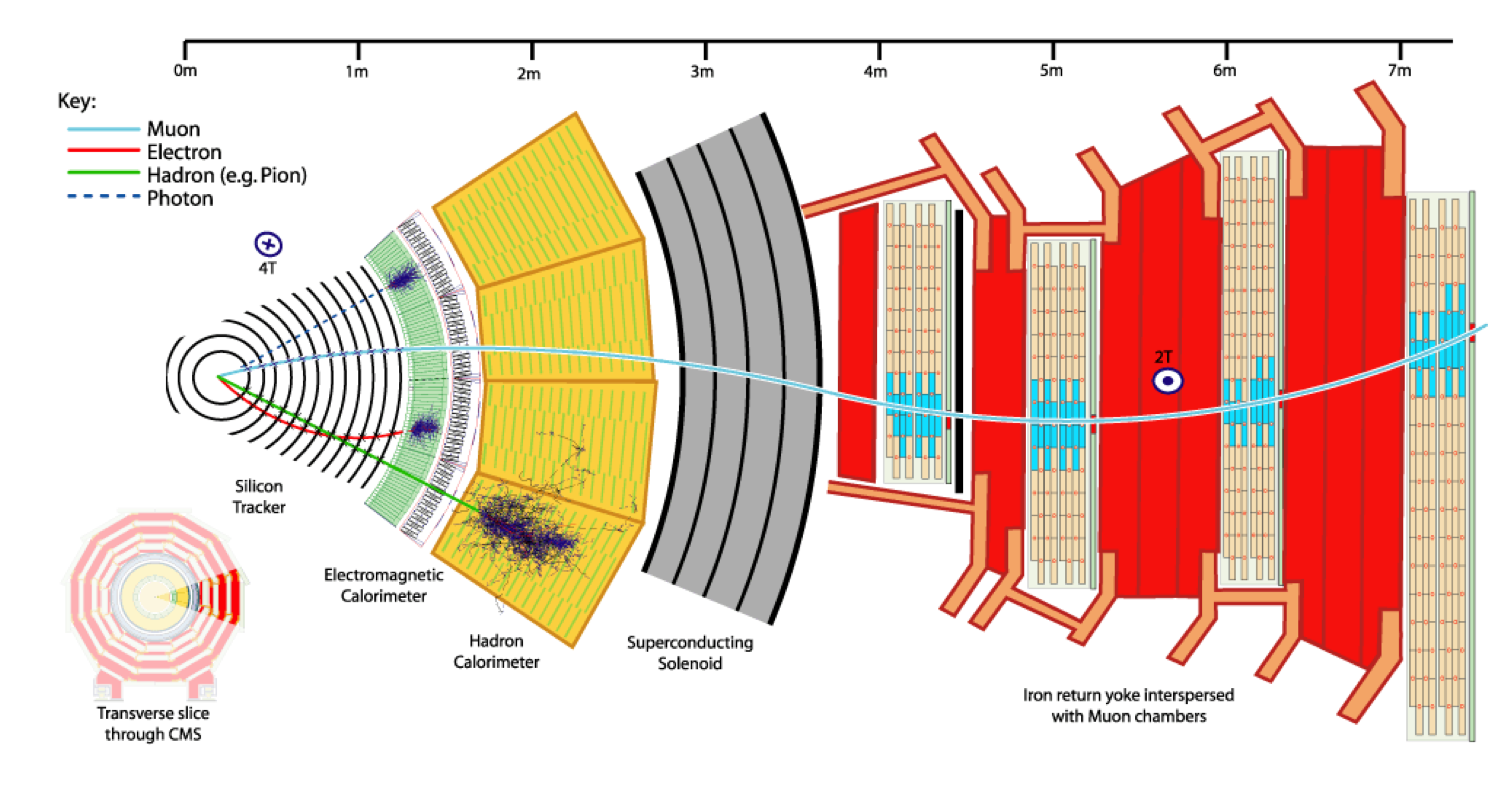 0m 1m 2m 3m 4m 5m 6m 7m
Key:
Muon
Electron
Hadron (e.g. Pion)
Photon
4T
2T
Silicon
Tracker
Electromagnetic
Calorimeter
Hadron
Calorimeter
Superconducting
Solenoid
Iron return yoke interspersed
with Muon chambers
Transverse slice
through CMS